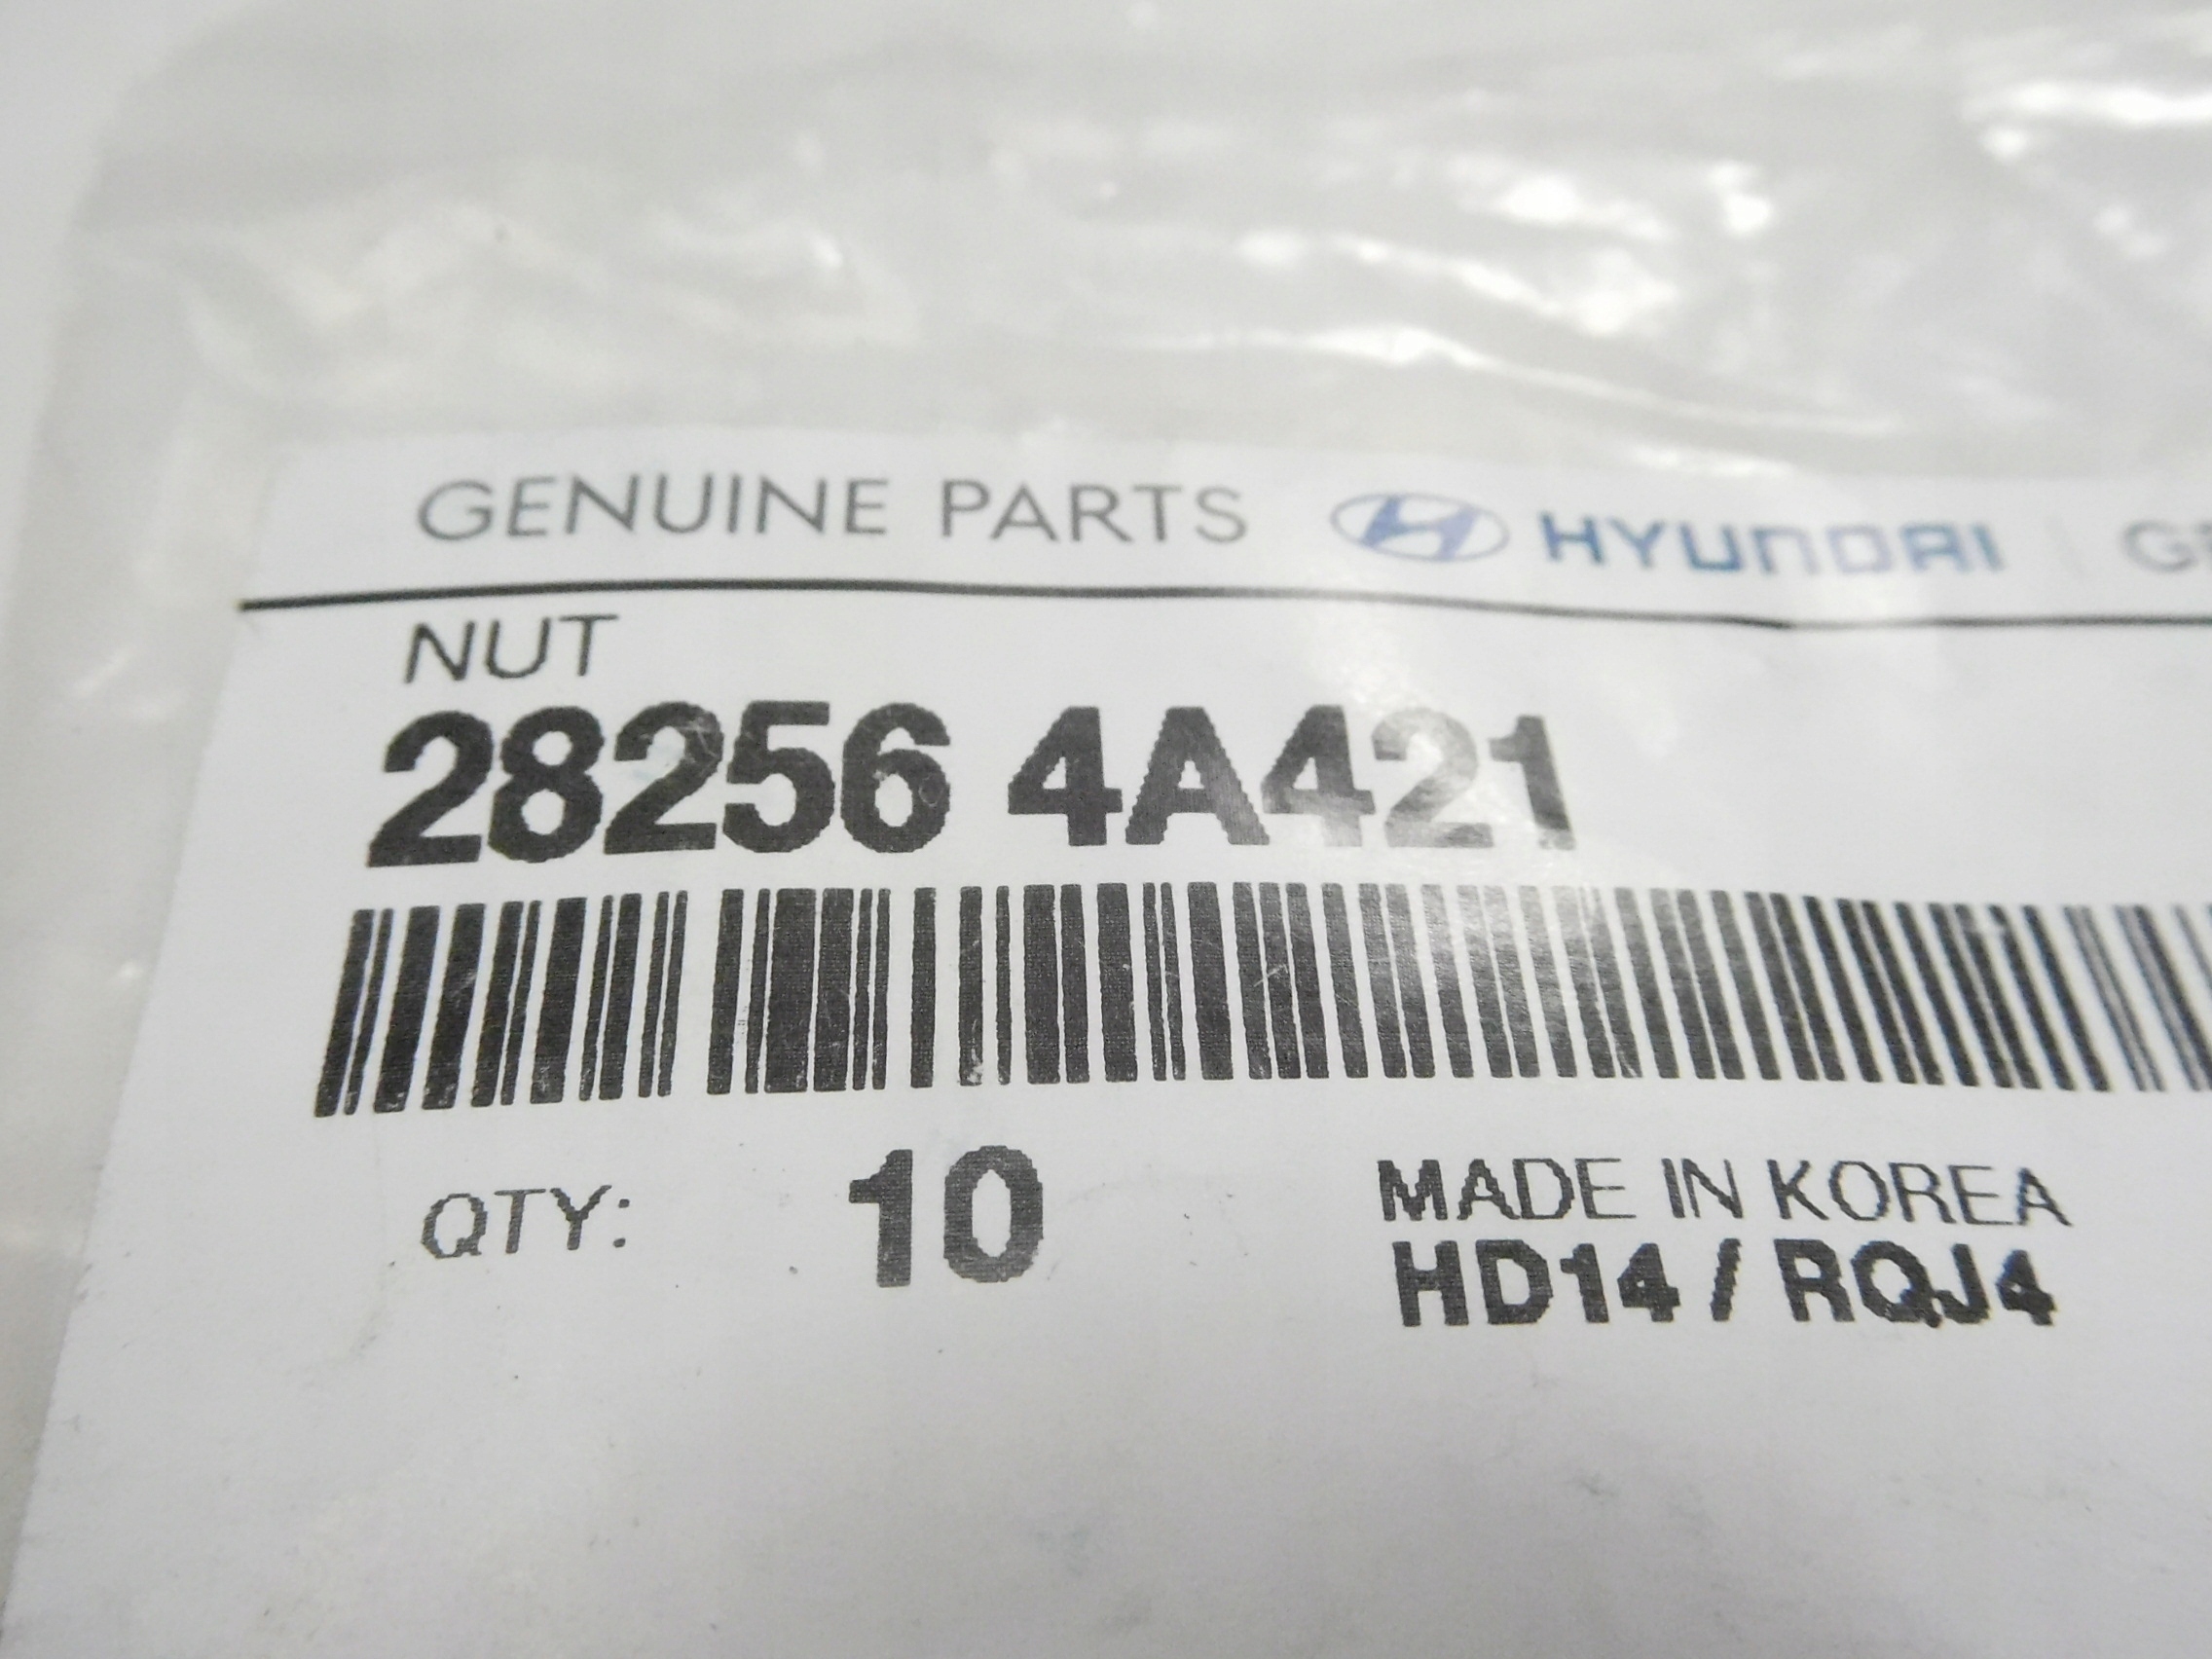 GENUINE PARTS HYUNDAI
NUT
28256 4A421
QTY: 10
MADE IN KOREA
HD14 / RQJ4